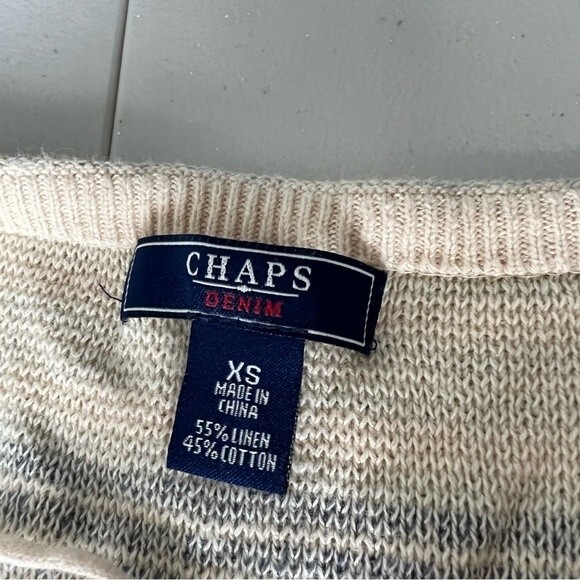 CHAPS
DENIM
XS
MADE IN
CHINA
55% LINEN
45% COTTON